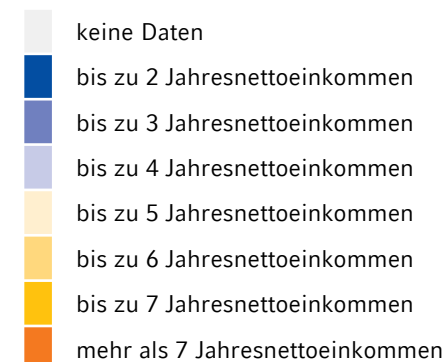 keine Daten
bis zu 2 Jahresnettoeinkommen
bis zu 3 Jahresnettoeinkommen
bis zu 4 Jahresnettoeinkommen
bis zu 5 Jahresnettoeinkommen
bis zu 6 Jahresnettoeinkommen
bis zu 7 Jahresnettoeinkommen
mehr als 7 Jahresnettoeinkommen